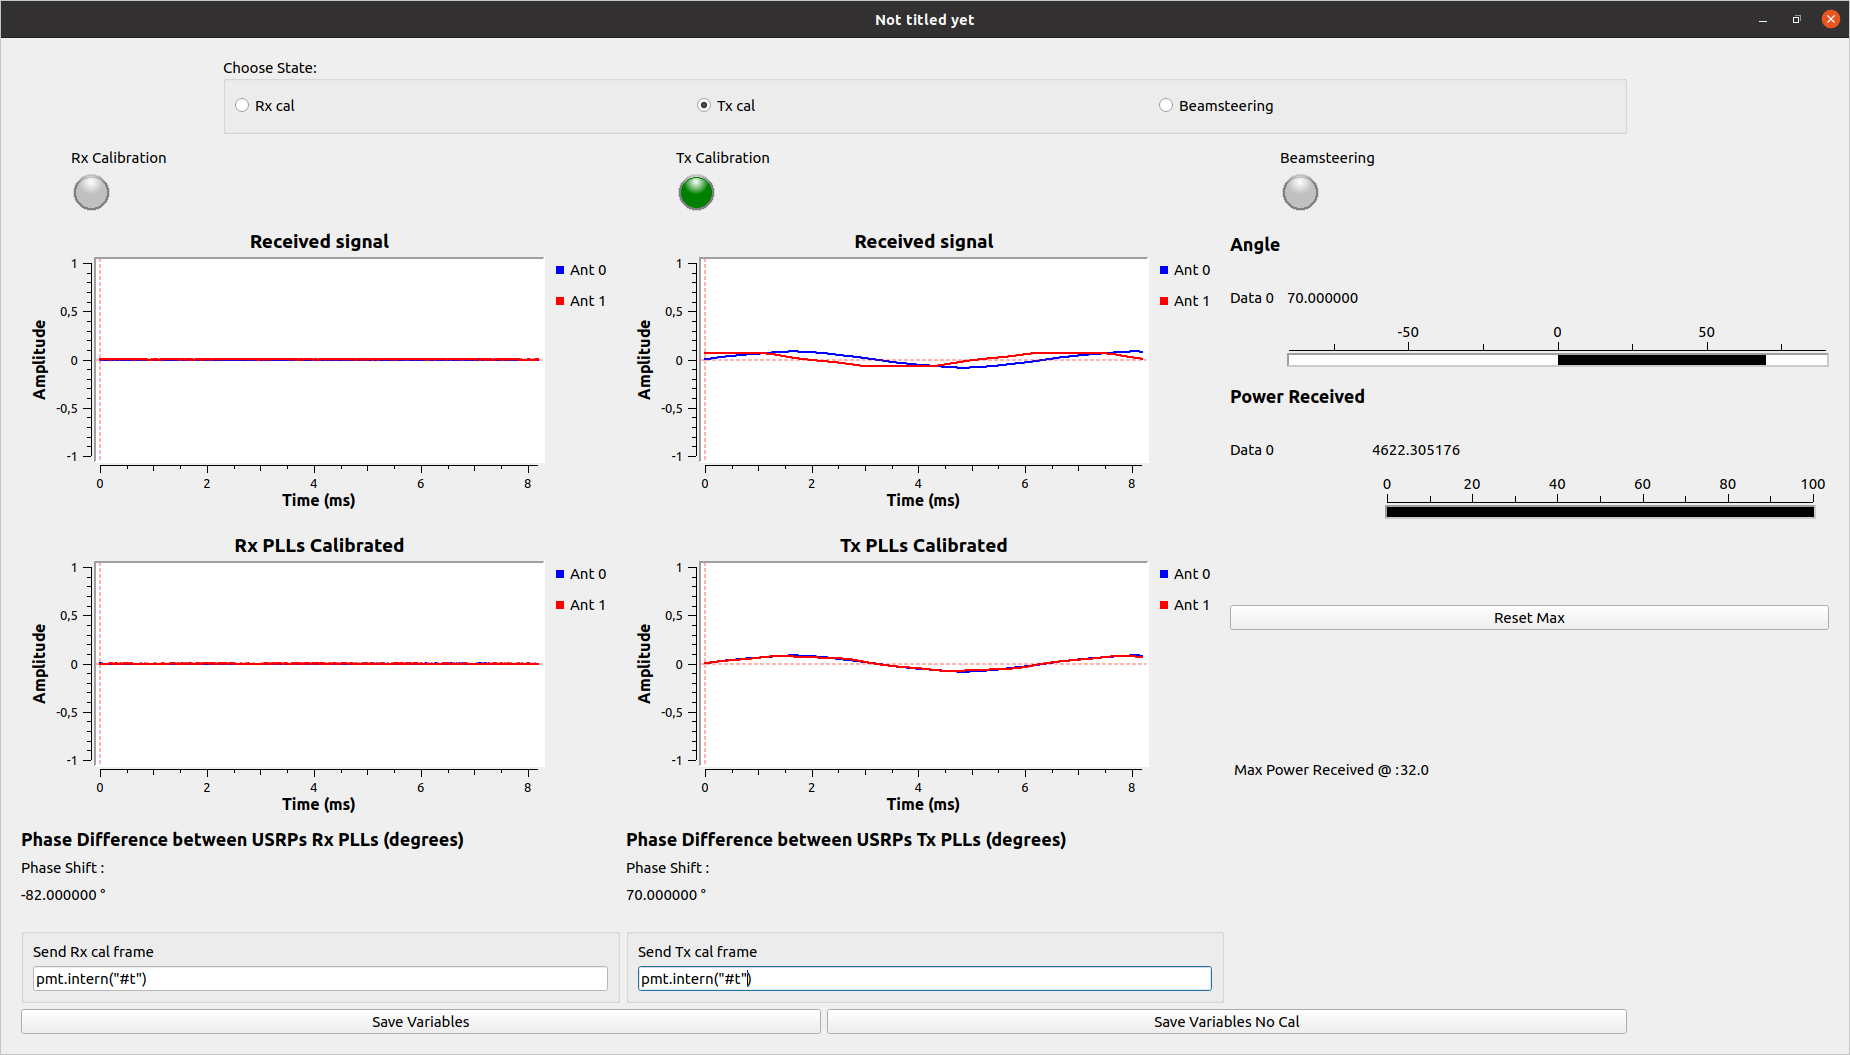 Not titled yet
Choose State:
Rx cal
Tx cal
Beamsteering
Rx Calibration
Tx Calibration
Beamsteering
Received signal
1
0,5
0
-0,5
-1
Amplitude
0 2 4 6 8
Time (ms)
Ant 0
Ant 1
Received signal
1
0,5
0
-0,5
-1
Amplitude
0 2 4 6 8
Time (ms)
Ant 0
Ant 1
Angle
Data 0 70.000000
-50 0 50
Power Received
Data 0 4622.305176
0 20 40 60 80 100
Rx PLLs Calibrated
1
0,5
0
-0,5
-1
Amplitude
0 2 4 6 8
Time (ms)
Ant 0
Ant 1
Tx PLLs Calibrated
1
0,5
0
-0,5
-1
Amplitude
0 2 4 6 8
Time (ms)
Ant 0
Ant 1
Reset Max
Max Power Received @ :32.0
Phase Difference between USRPs Rx PLLs (degrees)
Phase Shift :
-82.000000 °
Phase Difference between USRPs Tx PLLs (degrees)
Phase Shift :
70.000000 °
Send Rx cal frame
pmt.intern("#t")
Send Tx cal frame
pmt.intern("#t")
Save Variables
Save Variables No Cal